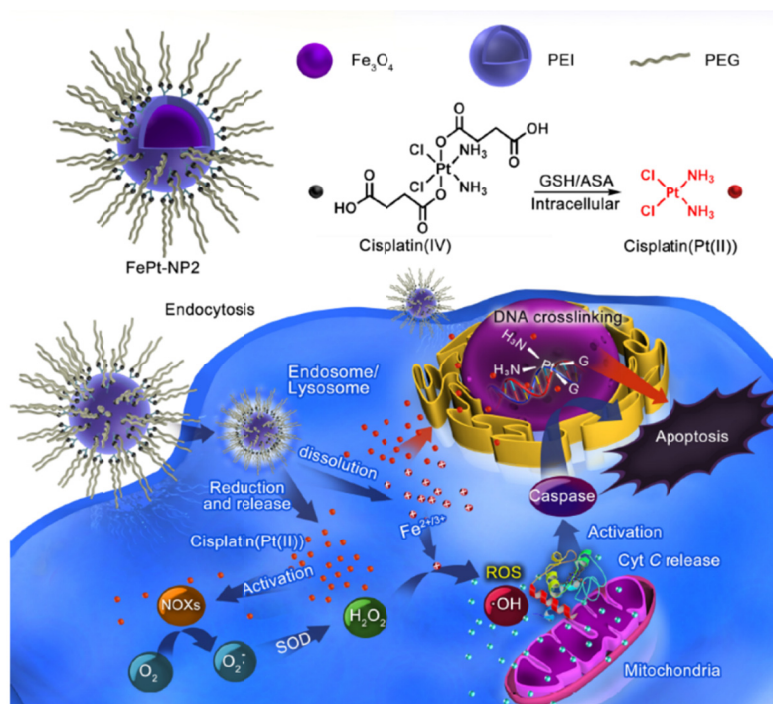 Fe₃O₄
PEI
PEG
O
O
OH
O
Cl
NH₃
Pt
Cl
NH₃
O
HO
O
O
Cisplatin(IV)
GSH/ASA
Intracellular
Cl
NH₃
Pt
Cl
NH₃
Cisplatin(Pt(II))
FePt-NP2
Endocytosis
DNA crosslinking
H₃N
H₃N
Pt
G
G
Endosome/
Lysosome
dissolution
Apoptosis
Reduction
and release
Caspase
Fe²⁺/³⁺
Cisplatin(Pt(II))
Activation
Activation
Cyt C release
ROS
NOXs
H₂O₂
·OH
SOD
O₂
O₂⁻·
Mitochondria